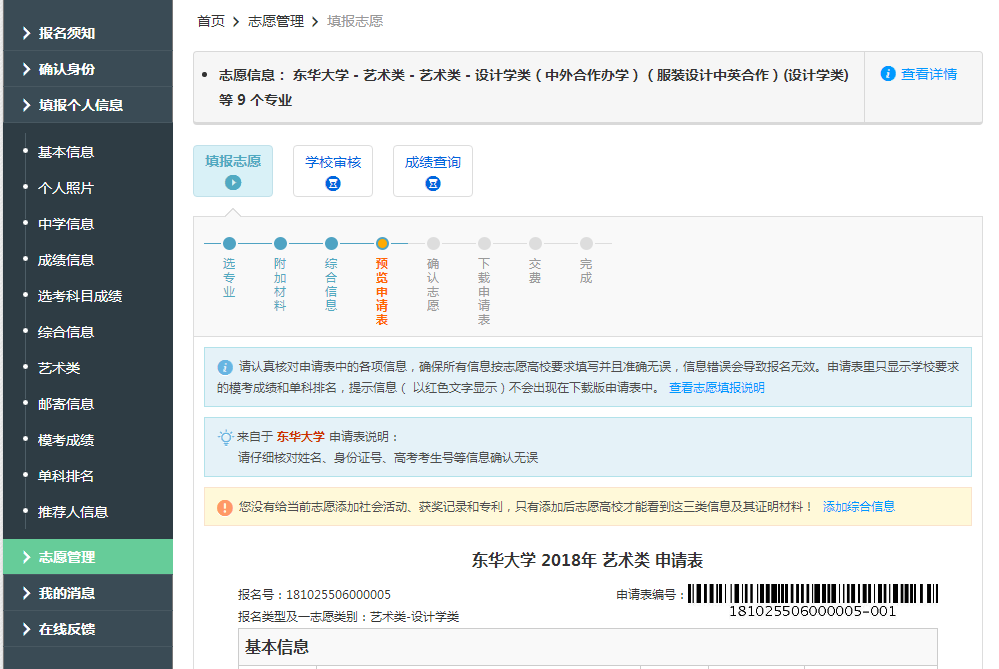 报名须知
确认身份
填报个人信息
基本信息
个人照片
中学信息
成绩信息
选考科目成绩
综合信息
艺术类
邮寄信息
模考成绩
单科排名
推荐人信息
志愿管理
我的消息
在线反馈
首页 > 志愿管理 > 填报志愿
志愿信息： 东华大学 - 艺术类 - 艺术类 - 设计学类（中外合作办学）（服装设计中英合作）(设计学类)
等 9 个专业
查看详情
填报志愿
学校审核
成绩查询
选专业
附加材料
综合信息
预览申请表
确认志愿
下载申请表
交费
完成
请认真核对申请表中的各项信息，确保所有信息按志愿高校要求填写并且准确无误，信息错误会导致报名无效。申请表里只显示学校要求
的模考成绩和单科排名，提示信息（ 以红色文字显示）不会出现在下载版申请表中。 查看志愿填报说明
来自于 东华大学 申请表说明：
请仔细核对姓名、身份证号、高考考生号等信息确认无误
您没有给当前志愿添加社会活动、获奖记录和专利，只有添加后志愿高校才能看到这三类信息及其证明材料！ 添加综合信息
东华大学 2018年 艺术类 申请表
报名号：181025506000005
申请表编号：
181025506000005-001
报名类型及一志愿类别：艺术类-设计学类
基本信息